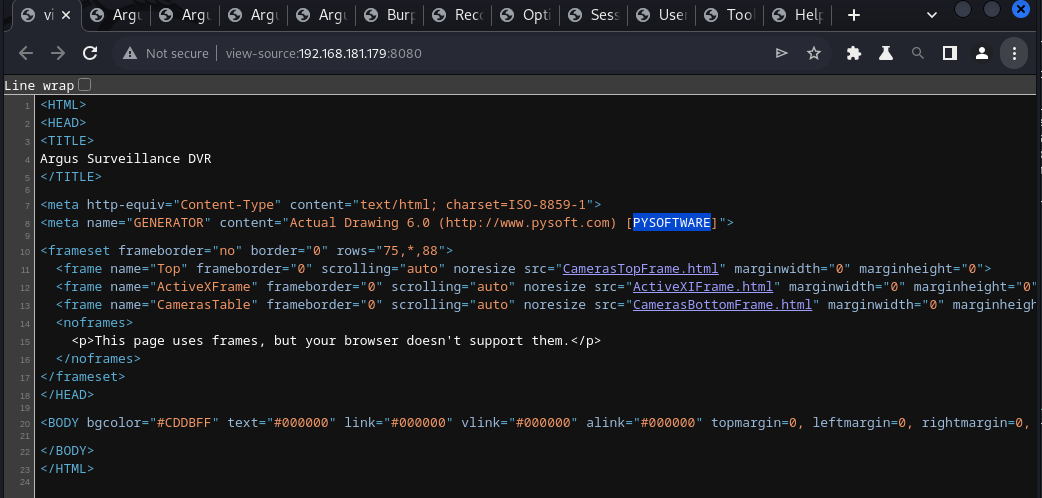 vi
Argu
Argu
Argu
Argu
Burp
Reco
Opti
Sess
User
Tool
Help
Not secure
view-source:192.168.181.179:8080
Line wrap
1 <HTML>
2 <HEAD>
3 <TITLE>
4 Argus Surveillance DVR
5 </TITLE>
6
7 <meta http-equiv="Content-Type" content="text/html; charset=ISO-8859-1">
8 <meta name="GENERATOR" content="Actual Drawing 6.0 (http://www.pysoft.com) [PYSOFTWARE]">
9
10 <frameset frameborder="no" border="0" rows="75,*,88">
11 <frame name="Top" frameborder="0" scrolling="auto" noresize src="CamerasTopFrame.html" marginwidth="0" marginheight="0">
12 <frame name="ActiveXFrame" frameborder="0" scrolling="auto" noresize src="ActiveXIFrame.html" marginwidth="0" marginheight="0"
13 <frame name="CamerasTable" frameborder="0" scrolling="auto" noresize src="CamerasBottomFrame.html" marginwidth="0" marginheigh
14 <noframes>
15 <p>This page uses frames, but your browser doesn't support them.</p>
16 </noframes>
17 </frameset>
18 </HEAD>
19
20 <BODY bgcolor="#CDDBFF" text="#000000" link="#000000" vlink="#000000" alink="#000000" topmargin=0, leftmargin=0, rightmargin=0,
21
22 </BODY>
23 </HTML>
24